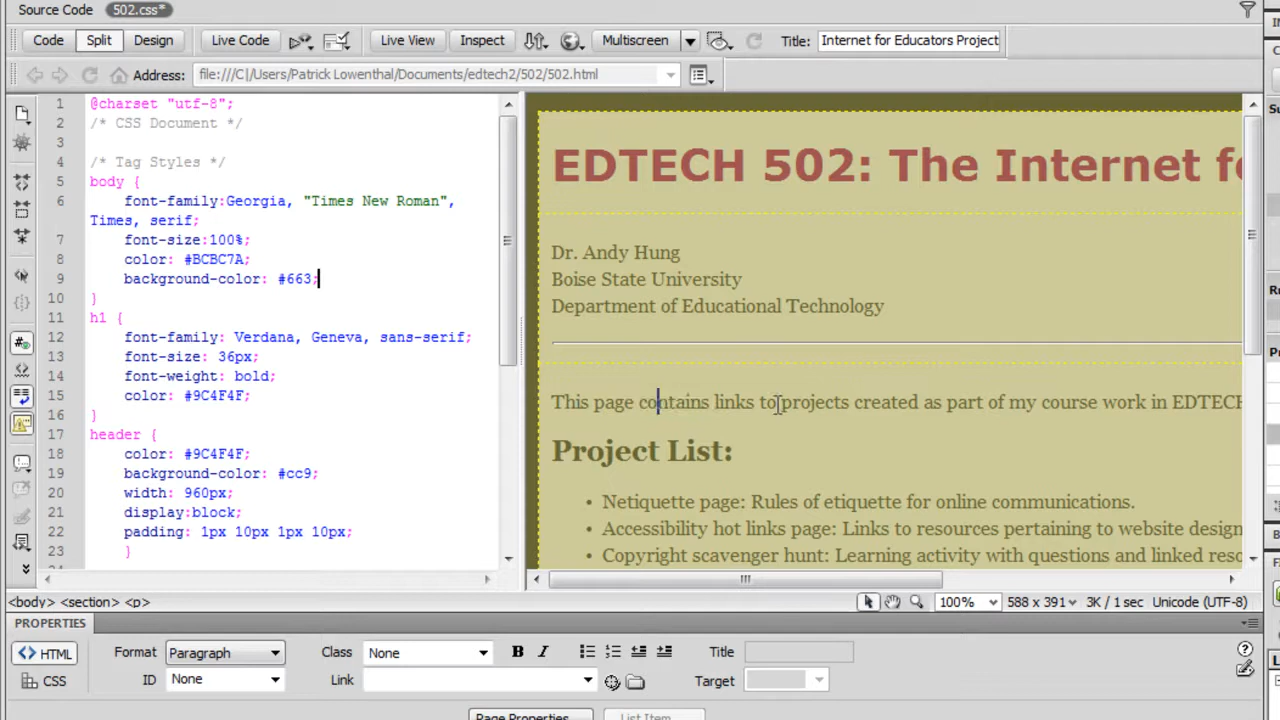 Source Code 502.css*
Code Split Design Live Code Live View Inspect Multiscreen Title: Internet for Educators Project
Address: file:///C|/Users/Patrick Lowenthal/Documents/edtech2/502/502.html
1 @charset "utf-8";
2 /* CSS Document */
3
4 /* Tag Styles */
5 body {
6 font-family:Georgia, "Times New Roman",
Times, serif;
7 font-size:100%;
8 color: #BCBC7A;
9 background-color: #663;
10 }
11 h1 {
12 font-family: Verdana, Geneva, sans-serif;
13 font-size: 36px;
14 font-weight: bold;
15 color: #9C4F4F;
16 }
17 header {
18 color: #9C4F4F;
19 background-color: #cc9;
20 width: 960px;
21 display:block;
22 padding: 1px 10px 1px 10px;
23 }
EDTECH 502: The Internet fo
Dr. Andy Hung
Boise State University
Department of Educational Technology
This page contains links to projects created as part of my course work in EDTECH
Project List:
• Netiquette page: Rules of etiquette for online communications.
• Accessibility hot links page: Links to resources pertaining to website design
• Copyright scavenger hunt: Learning activity with questions and linked reso
<body> <section> <p> 100% 588 x 391 3K / 1 sec Unicode (UTF-8)
PROPERTIES
<> HTML Format Paragraph Class None B I Title
CSS ID None Link Target
Page Properties... List Item...